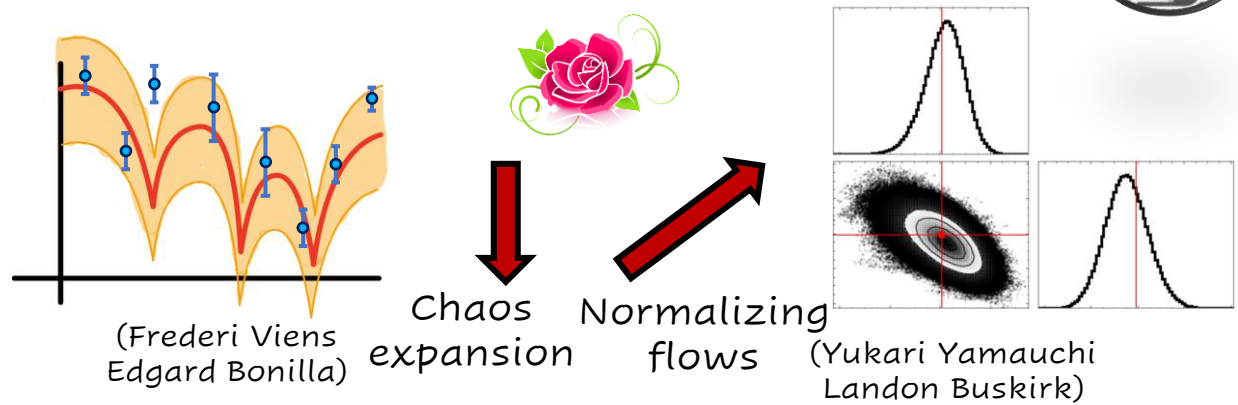 (Frederi Viens
Edgard Bonilla)
Chaos
expansion
Normalizing
flows
(Yukari Yamauchi
Landon Buskirk)